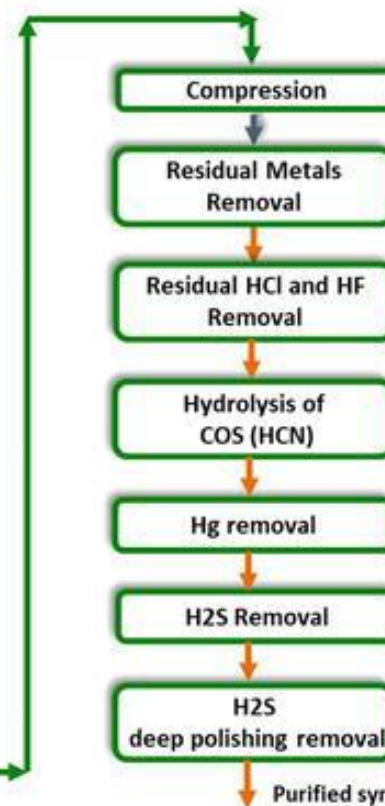 Compression
Residual Metals
Removal
Residual HCl and HF
Removal
Hydrolysis of
COS (HCN)
Hg removal
H2S Removal
H2S
deep polishing removal
Purified